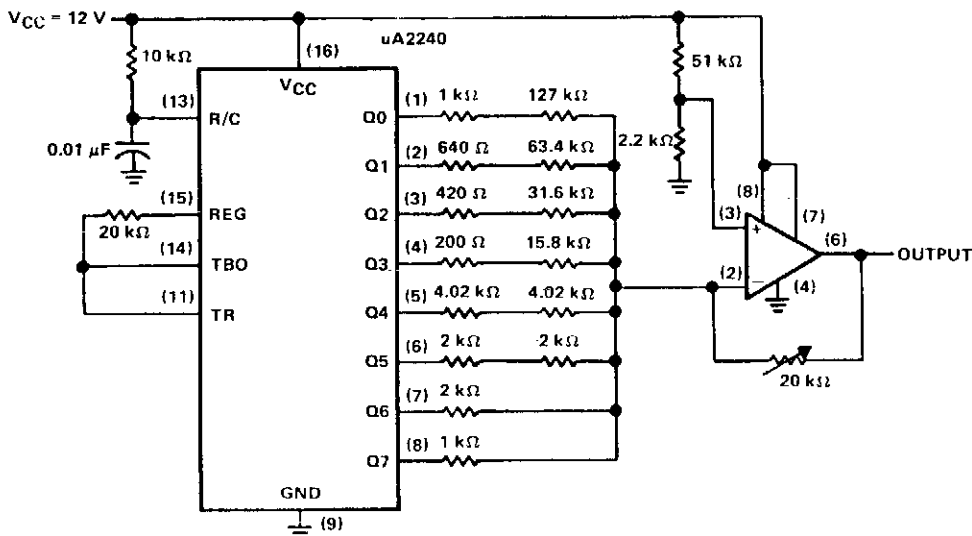 VCC = 12 V
10 kΩ
(16)
uA2240
51 kΩ
VCC
(13)
R/C
0.01 µF
Q0
(1)
1 kΩ
127 kΩ
2.2 kΩ
Q1
(2)
640 Ω
63.4 kΩ
(15)
REG
20 kΩ
Q2
(3)
420 Ω
31.6 kΩ
(8)
(7)
(3)
+
(14)
TBO
Q3
(4)
200 Ω
15.8 kΩ
(6)
OUTPUT
(2)
−
(4)
(11)
TR
Q4
(5)
4.02 kΩ
4.02 kΩ
Q5
(6)
2 kΩ
2 kΩ
20 kΩ
Q6
(7)
2 kΩ
Q7
(8)
1 kΩ
GND
(9)